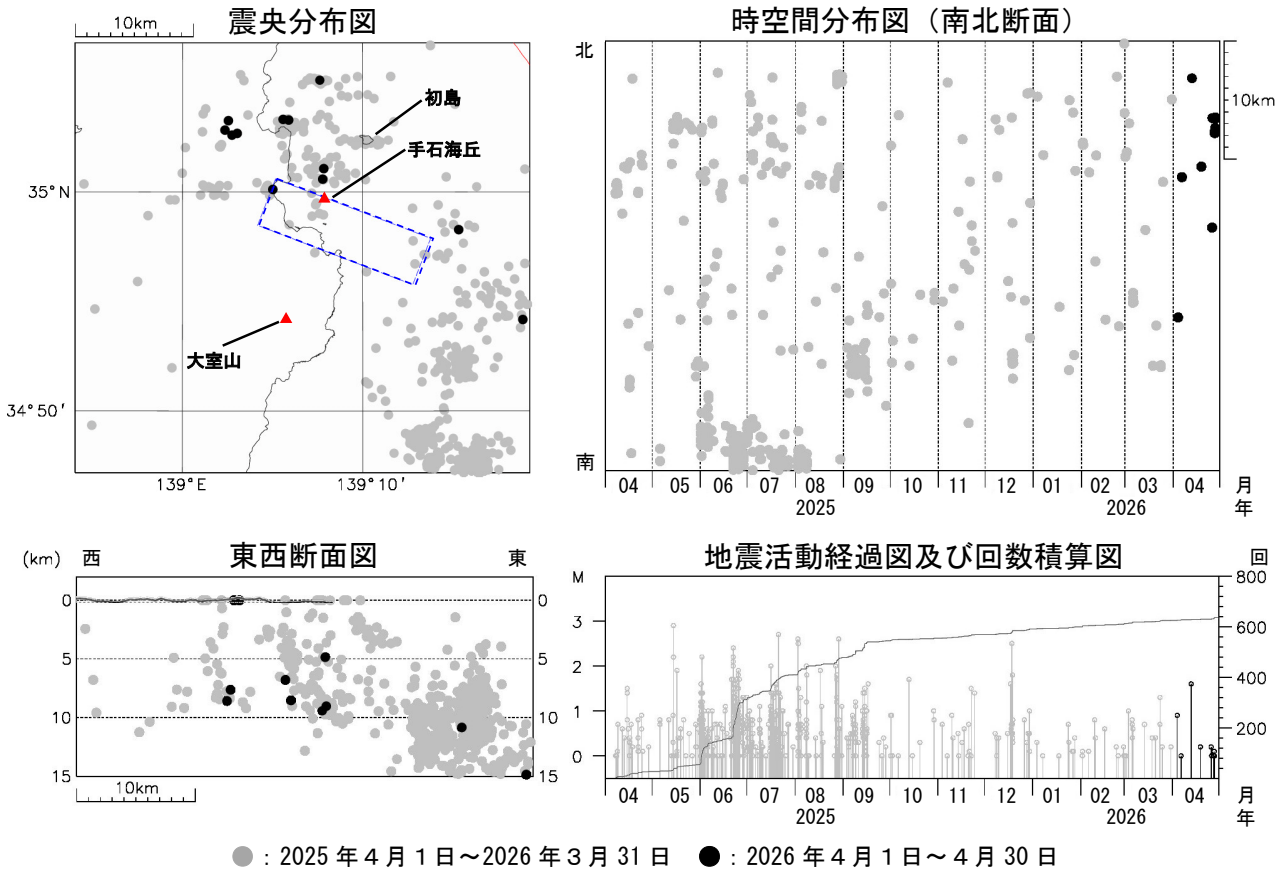 震央分布図
10km
初島
手石海丘
35°N
大室山
34°50'
139°E
139°10'
時空間分布図（南北断面）
北
10km
南
04 05 06 07 08 09 10 11 12 01 02 03 04 月
2025 2026 年
東西断面図
(km) 西 東
0 0
5 5
10 10
15 15
10km
地震活動経過図及び回数積算図
M 回
800
3 600
2 400
1 200
0
04 05 06 07 08 09 10 11 12 01 02 03 04 月
2025 2026 年
●：2025年４月１日～2026年３月31日 ●：2026年４月１日～４月30日